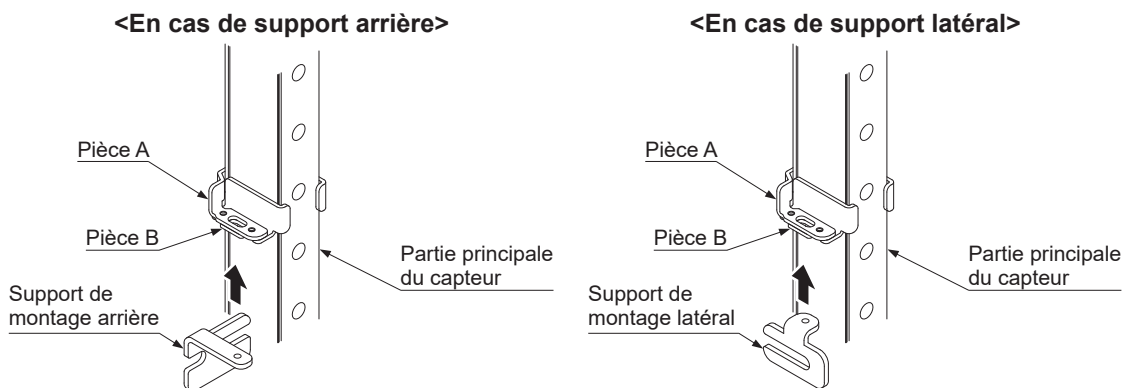 <En cas de support arrière>
Pièce A
Pièce B
Partie principale
du capteur
Support de
montage arrière
<En cas de support latéral>
Pièce A
Pièce B
Partie principale
du capteur
Support de
montage latéral